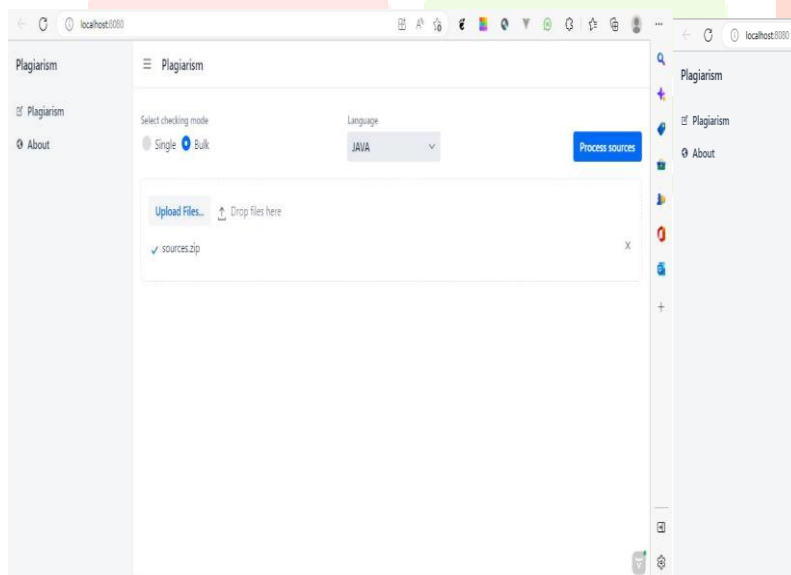 localhost:8080
Plagiarism
Plagiarism
About
Plagiarism
Select checking mode
Single
Bulk
Language
JAVA
Process sources
Upload Files...
Drop files here
sources.zip
X
localhost:8080
Plagiarism
Plagiarism
About